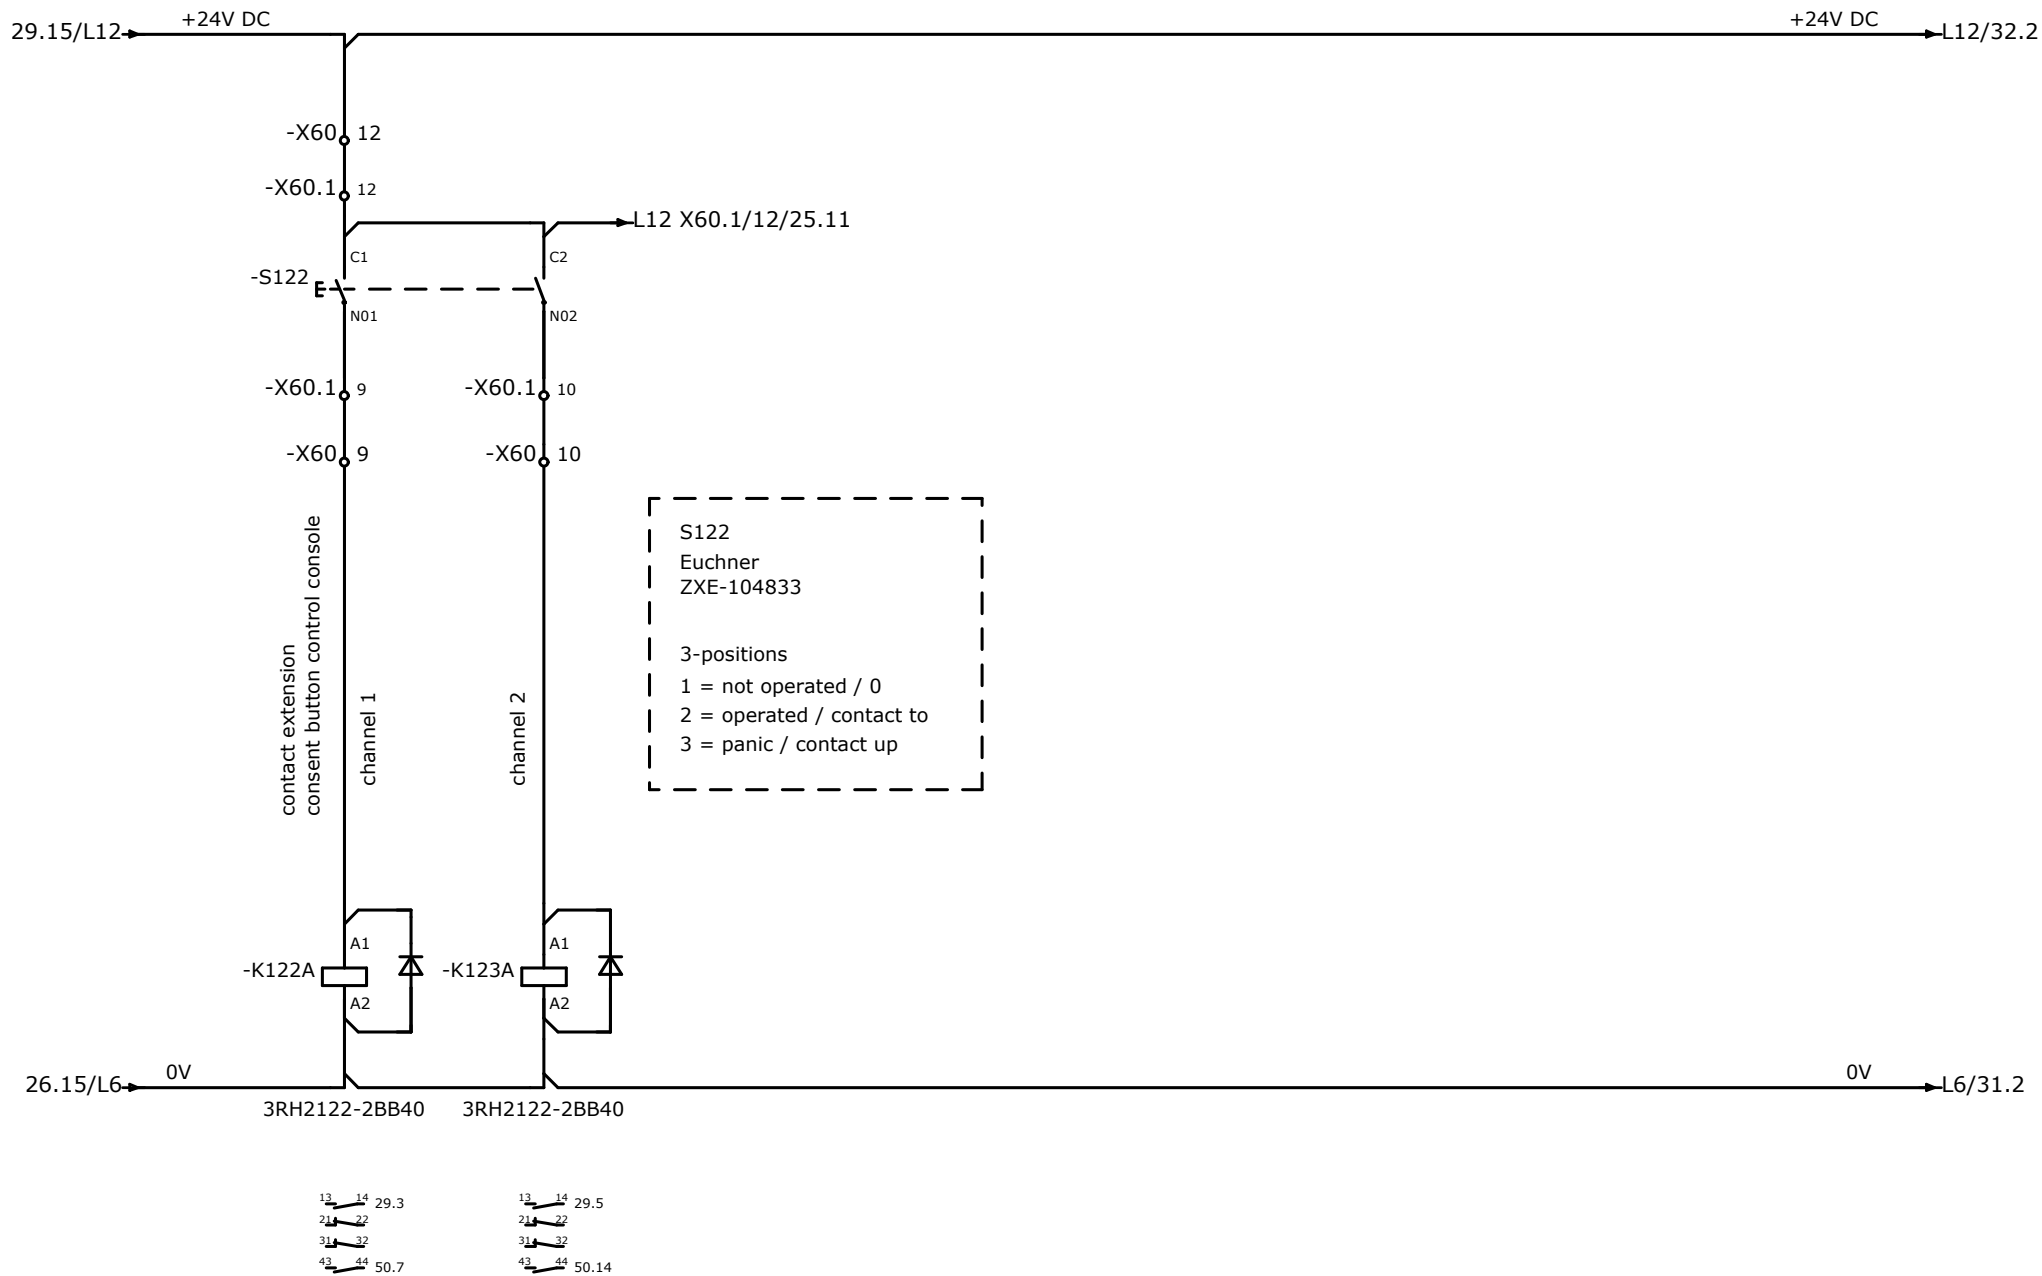 +24V DC
+24V DC
29.15/L12
L12/32.2
-X60
12
-X60.1
12
L12 X60.1/12/25.11
C1
C2
-S122
N01
N02
-X60.1
9
-X60.1
10
-X60
9
-X60
10
contact extension
consent button control console
channel 1
channel 2
S122
Euchner
ZXE-104833
3-positions
1 = not operated / 0
2 = operated / contact to
3 = panic / contact up
A1
A1
-K122A
-K123A
A2
A2
0V
0V
26.15/L6
L6/31.2
3RH2122-2BB40
3RH2122-2BB40
13 14 29.3
13 14 29.5
21 22
21 22
31 32
31 32
43 44 50.7
43 44 50.14